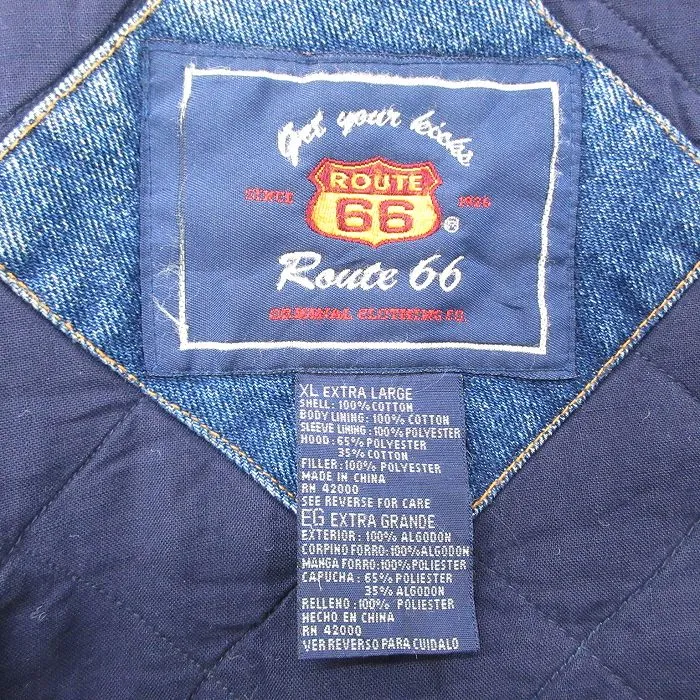 Get your kicks
ROUTE
SINCE 66 1926
®
Route 66
ORIGINAL CLOTHING CO.
XL EXTRA LARGE
SHELL: 100% COTTON
BODY LINING: 100% COTTON
SLEEVE LINING: 100% POLYESTER
HOOD: 65% POLYESTER
35% COTTON
FILLER: 100% POLYESTER
MADE IN CHINA
RN 42000
SEE REVERSE FOR CARE
EG EXTRA GRANDE
EXTERIOR: 100% ALGODON
CORPINO FORRO: 100% ALGODON
MANGA FORRO: 100% POLIESTER
CAPUCHA: 65% POLIESTER
35% ALGODON
RELLENO: 100% POLIESTER
HECHO EN CHINA
RN 42000
VER REVERSO PARA CUIDALO